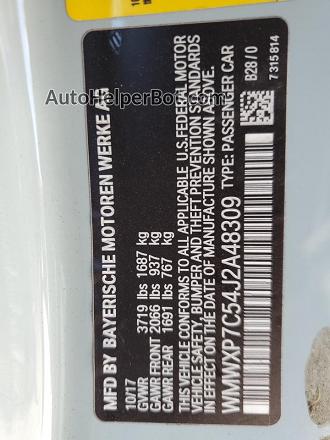 MFD BY BAYERISCHE MOTOREN WERKE AG
10/17
GVWR 3719 lbs 1687 kg
GAWR FRONT 2066 lbs 937 kg
GAWR REAR 1691 lbs 767 kg
THIS VEHICLE CONFORMS TO ALL APPLICABLE U.S. FEDERAL MOTOR
VEHICLE SAFETY, BUMPER AND THEFT PREVENTION STANDARDS
IN EFFECT ON THE DATE OF MANUFACTURE SHOWN ABOVE.
WMWXP7C54J2A48309 TYPE: PASSENGER CAR
B28/0
7315814
AutoHelperBot.com